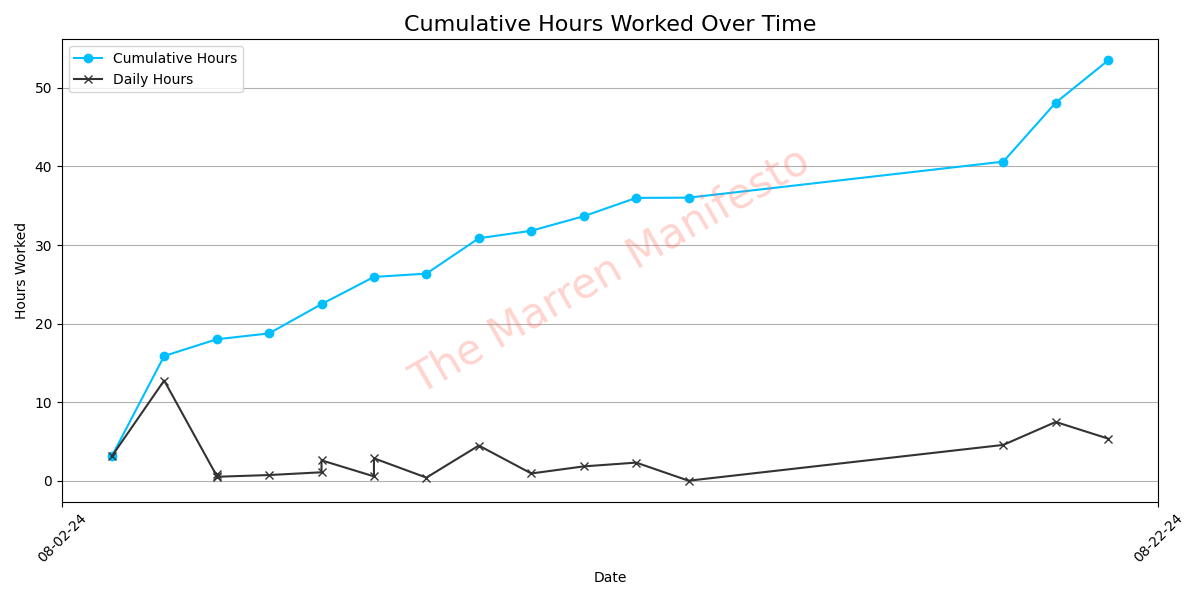 Cumulative Hours Worked Over Time
Cumulative Hours
Daily Hours
50
40
30
20
10
0
Hours Worked
The Marren Manifesto
08-02-24
08-22-24
Date